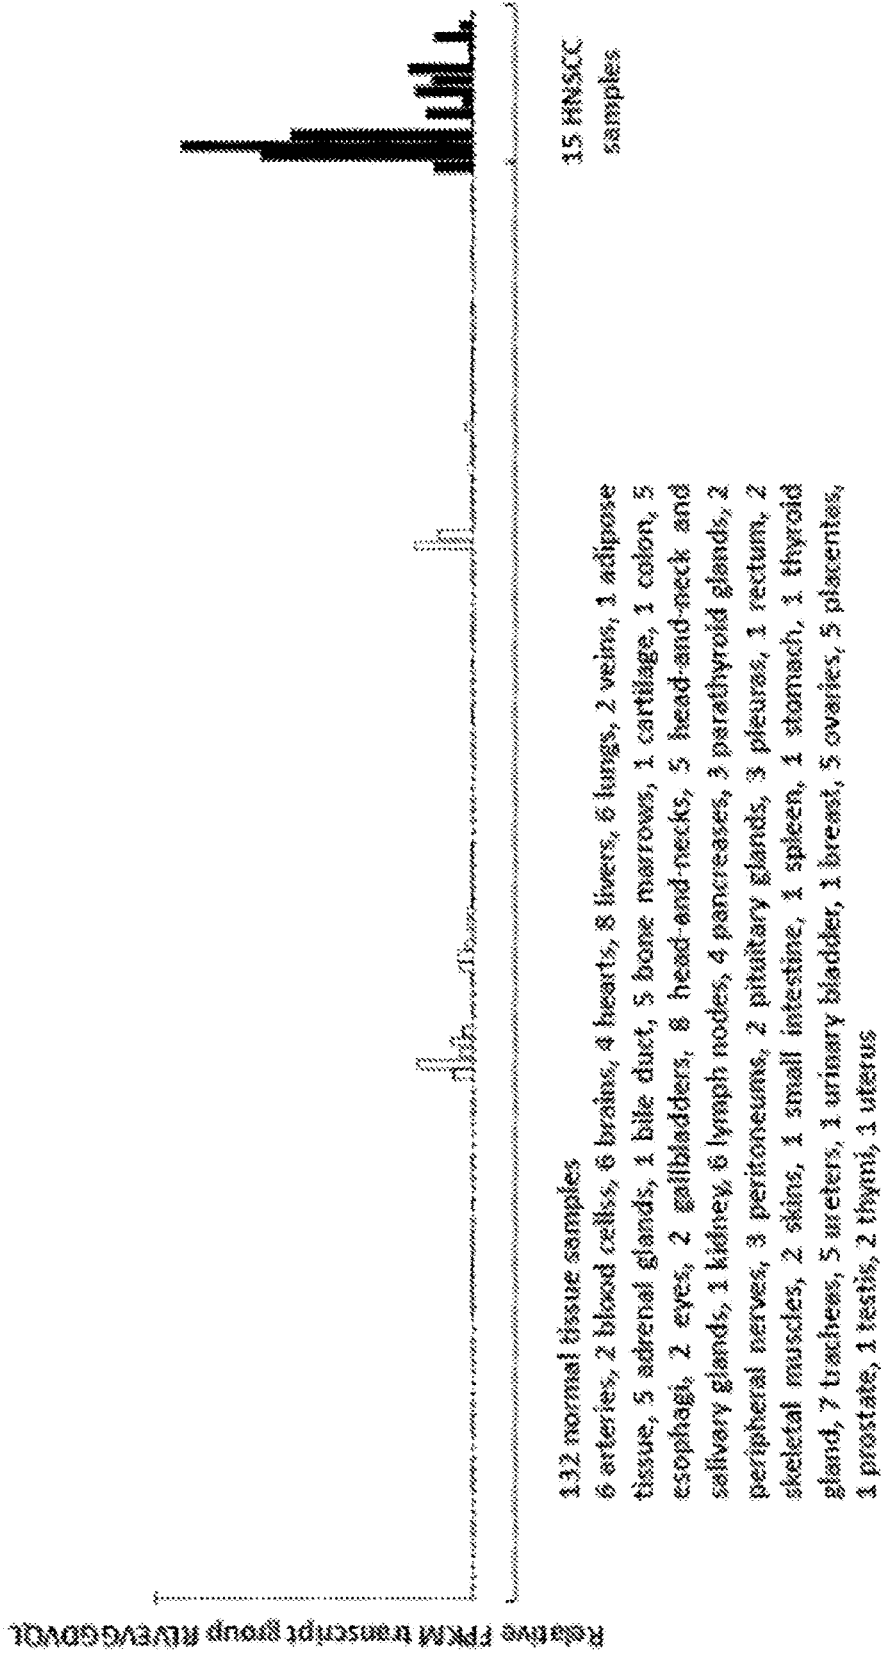 Relative FPKM transcript group RLVEVGGDVQL
132 normal tissue samples
6 arteries, 2 blood cellss, 6 brains, 4 hearts, 8 livers, 6 lungs, 2 veins, 1 adipose
tissue, 5 adrenal glands, 1 bile duct, 5 bone marrows, 1 cartilage, 1 colon, 5
esophagi, 2 eyes, 2 gallbladders, 8 head-and-necks, 5 head-and-neck and
salivary glands, 1 kidney, 6 lymph nodes, 4 pancreases, 3 parathyroid glands, 2
peripheral nerves, 3 peritoneums, 2 pituitary glands, 3 pleuras, 1 rectum, 2
skeletal muscles, 2 skins, 1 small intestine, 1 spleen, 1 stomach, 1 thyroid
gland, 7 tracheas, 5 ureters, 1 urinary bladder, 1 breast, 5 ovaries, 5 placentas,
1 prostate, 1 testis, 2 thymi, 1 uterus
15 HNSCC
samples